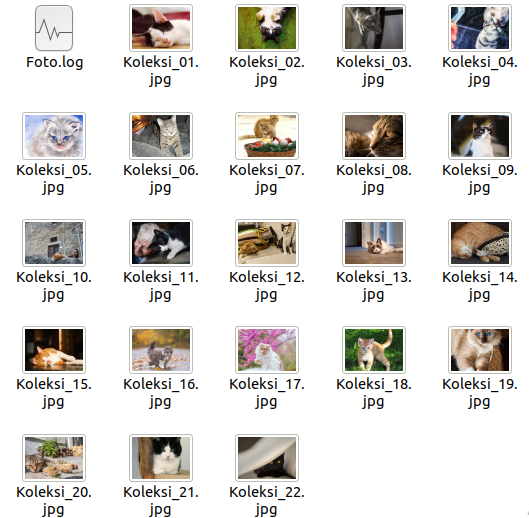 Foto.log
Koleksi_01.
jpg
Koleksi_02.
jpg
Koleksi_03.
jpg
Koleksi_04.
jpg
Koleksi_05.
jpg
Koleksi_06.
jpg
Koleksi_07.
jpg
Koleksi_08.
jpg
Koleksi_09.
jpg
Koleksi_10.
jpg
Koleksi_11.
jpg
Koleksi_12.
jpg
Koleksi_13.
jpg
Koleksi_14.
jpg
Koleksi_15.
jpg
Koleksi_16.
jpg
Koleksi_17.
jpg
Koleksi_18.
jpg
Koleksi_19.
jpg
Koleksi_20.
jpg
Koleksi_21.
jpg
Koleksi_22.
jpg